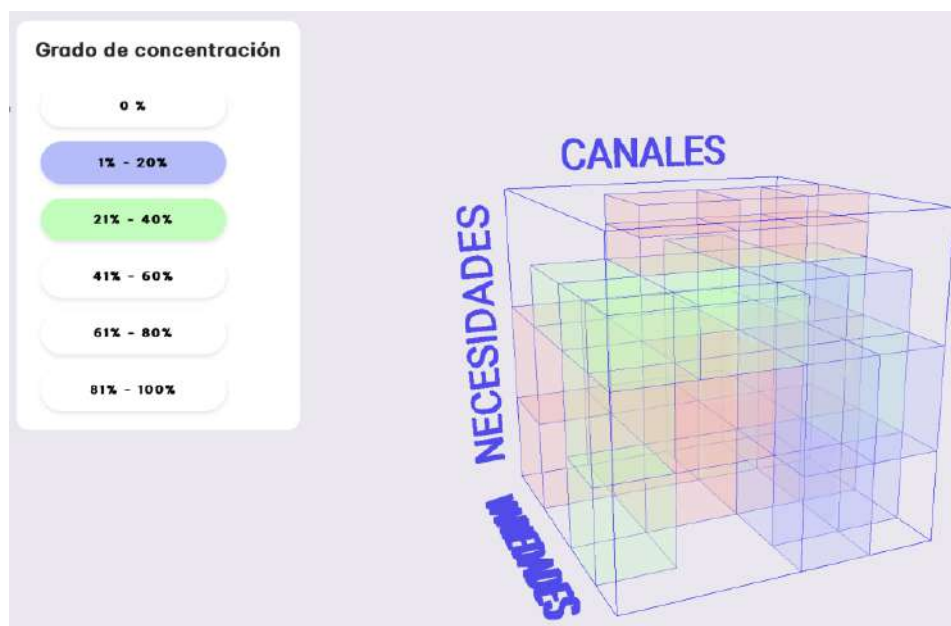 Grado de concentración
0 %
1% - 20%
21% - 40%
41% - 60%
61% - 80%
81% - 100%
CANALES
NECESIDADES